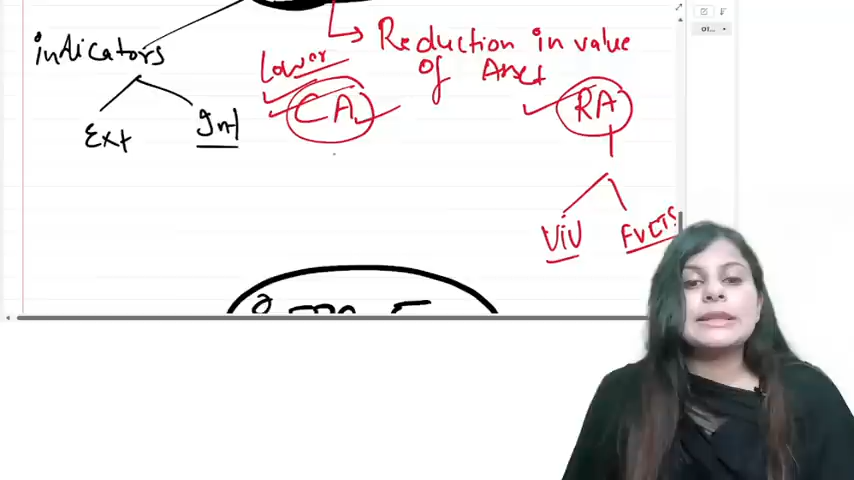 indicators
Ext
Int
Reduction in value
of Asset
Lower
CA
RA
ViU
FVCTS